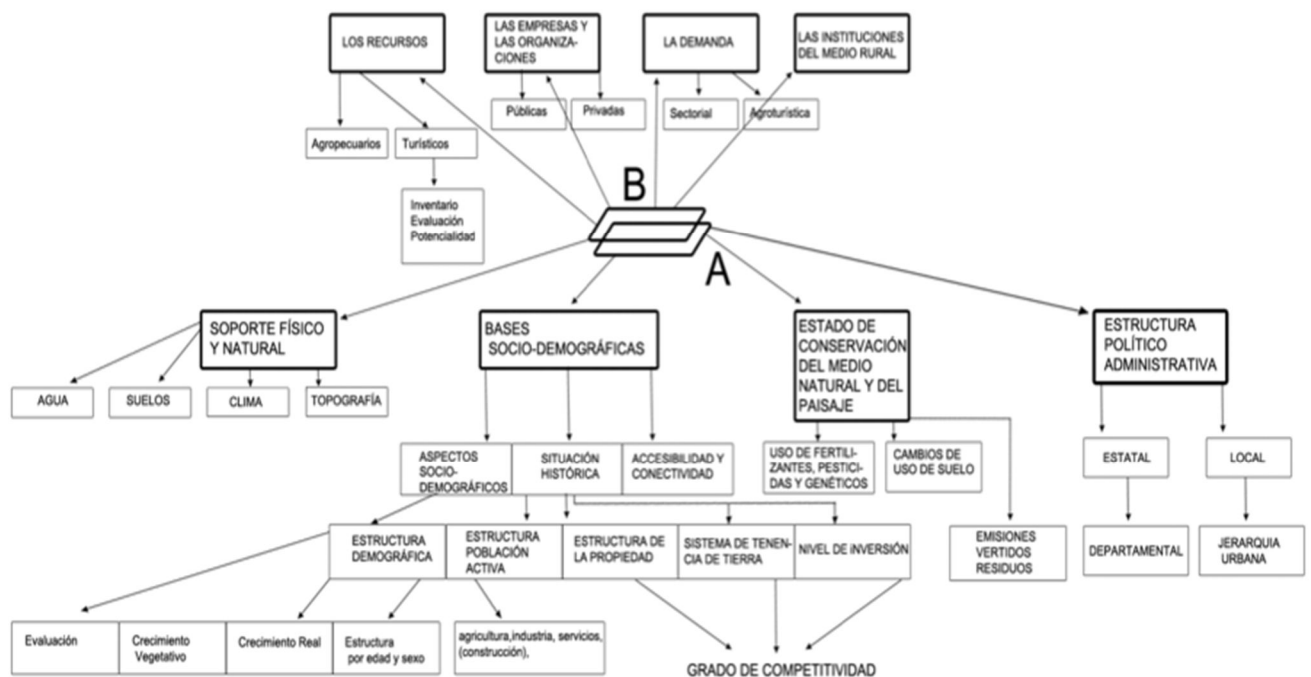 LOS RECURSOS
LAS EMPRESAS Y
LAS ORGANIZA-
CIONES
LA DEMANDA
LAS INSTITUCIONES
DEL MEDIO RURAL
Públicas
Privadas
Sectorial
Agroturística
Agropecuarios
Turísticos
Inventario
Evaluación
Potencialidad
B
A
SOPORTE FÍSICO
Y NATURAL
BASES
SOCIO-DEMOGRÁFICAS
ESTADO DE
CONSERVACIÓN
DEL MEDIO
NATURAL Y DEL
PAISAJE
ESTRUCTURA
POLÍTICO
ADMINISTRATIVA
AGUA
SUELOS
CLIMA
TOPOGRAFÍA
ASPECTOS
SOCIO-
DEMOGRÁFICOS
SITUACIÓN
HISTÓRICA
ACCESIBILIDAD Y
CONECTIVIDAD
USO DE FERTILI-
ZANTES, PESTICI-
DAS Y GENÉTICOS
CAMBIOS DE
USO DE SUELO
ESTATAL
LOCAL
ESTRUCTURA
DEMOGRÁFICA
ESTRUCTURA
POBLACIÓN
ACTIVA
ESTRUCTURA DE
LA PROPIEDAD
SISTEMA DE TENEN-
CIA DE TIERRA
NIVEL DE iNVERSIÓN
EMISIONES
VERTIDOS
RESIDUOS
DEPARTAMENTAL
JERARQUIA
URBANA
Evaluación
Crecimiento
Vegetativo
Crecimiento Real
Estructura
por edad y sexo
agricultura,industria, servicios,
(construcción),
GRADO DE COMPETITIVIDAD